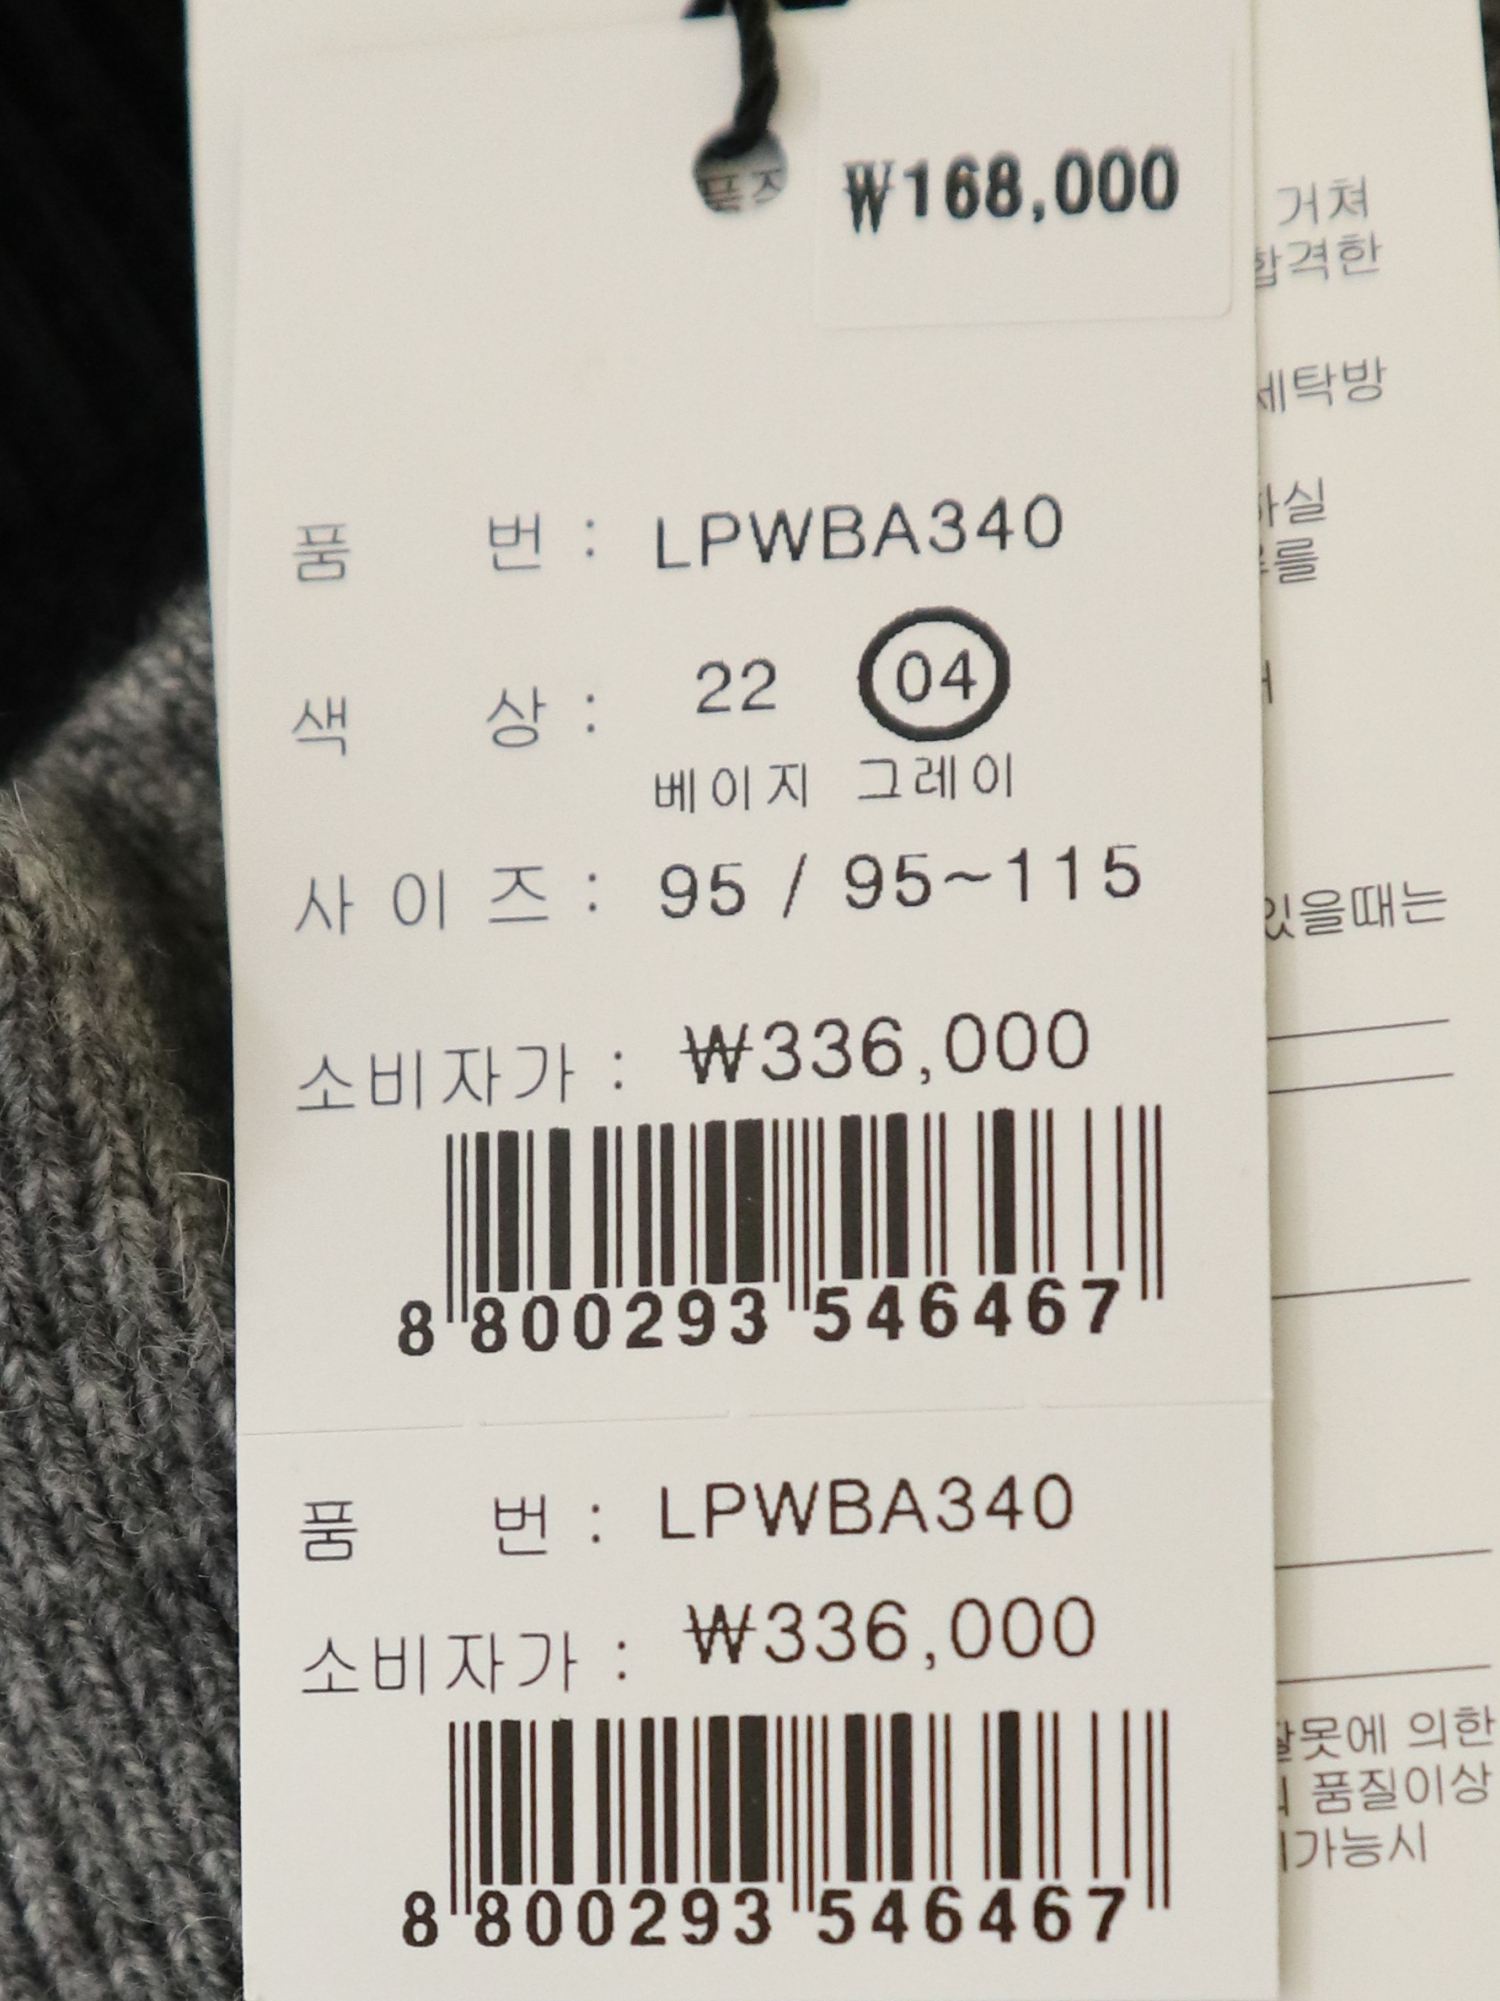 ₩168,000
품 번 : LPWBA340
색 상 : 22 04
베이지 그레이
사이즈 : 95 / 95~115
소비자가 : ₩336,000
8 800293 546467
품 번 : LPWBA340
소비자가 : ₩336,000
8 800293 546467
거쳐
합격한
세탁방
하실
를
있을때는
잘못에 의한
품질이상
가능시